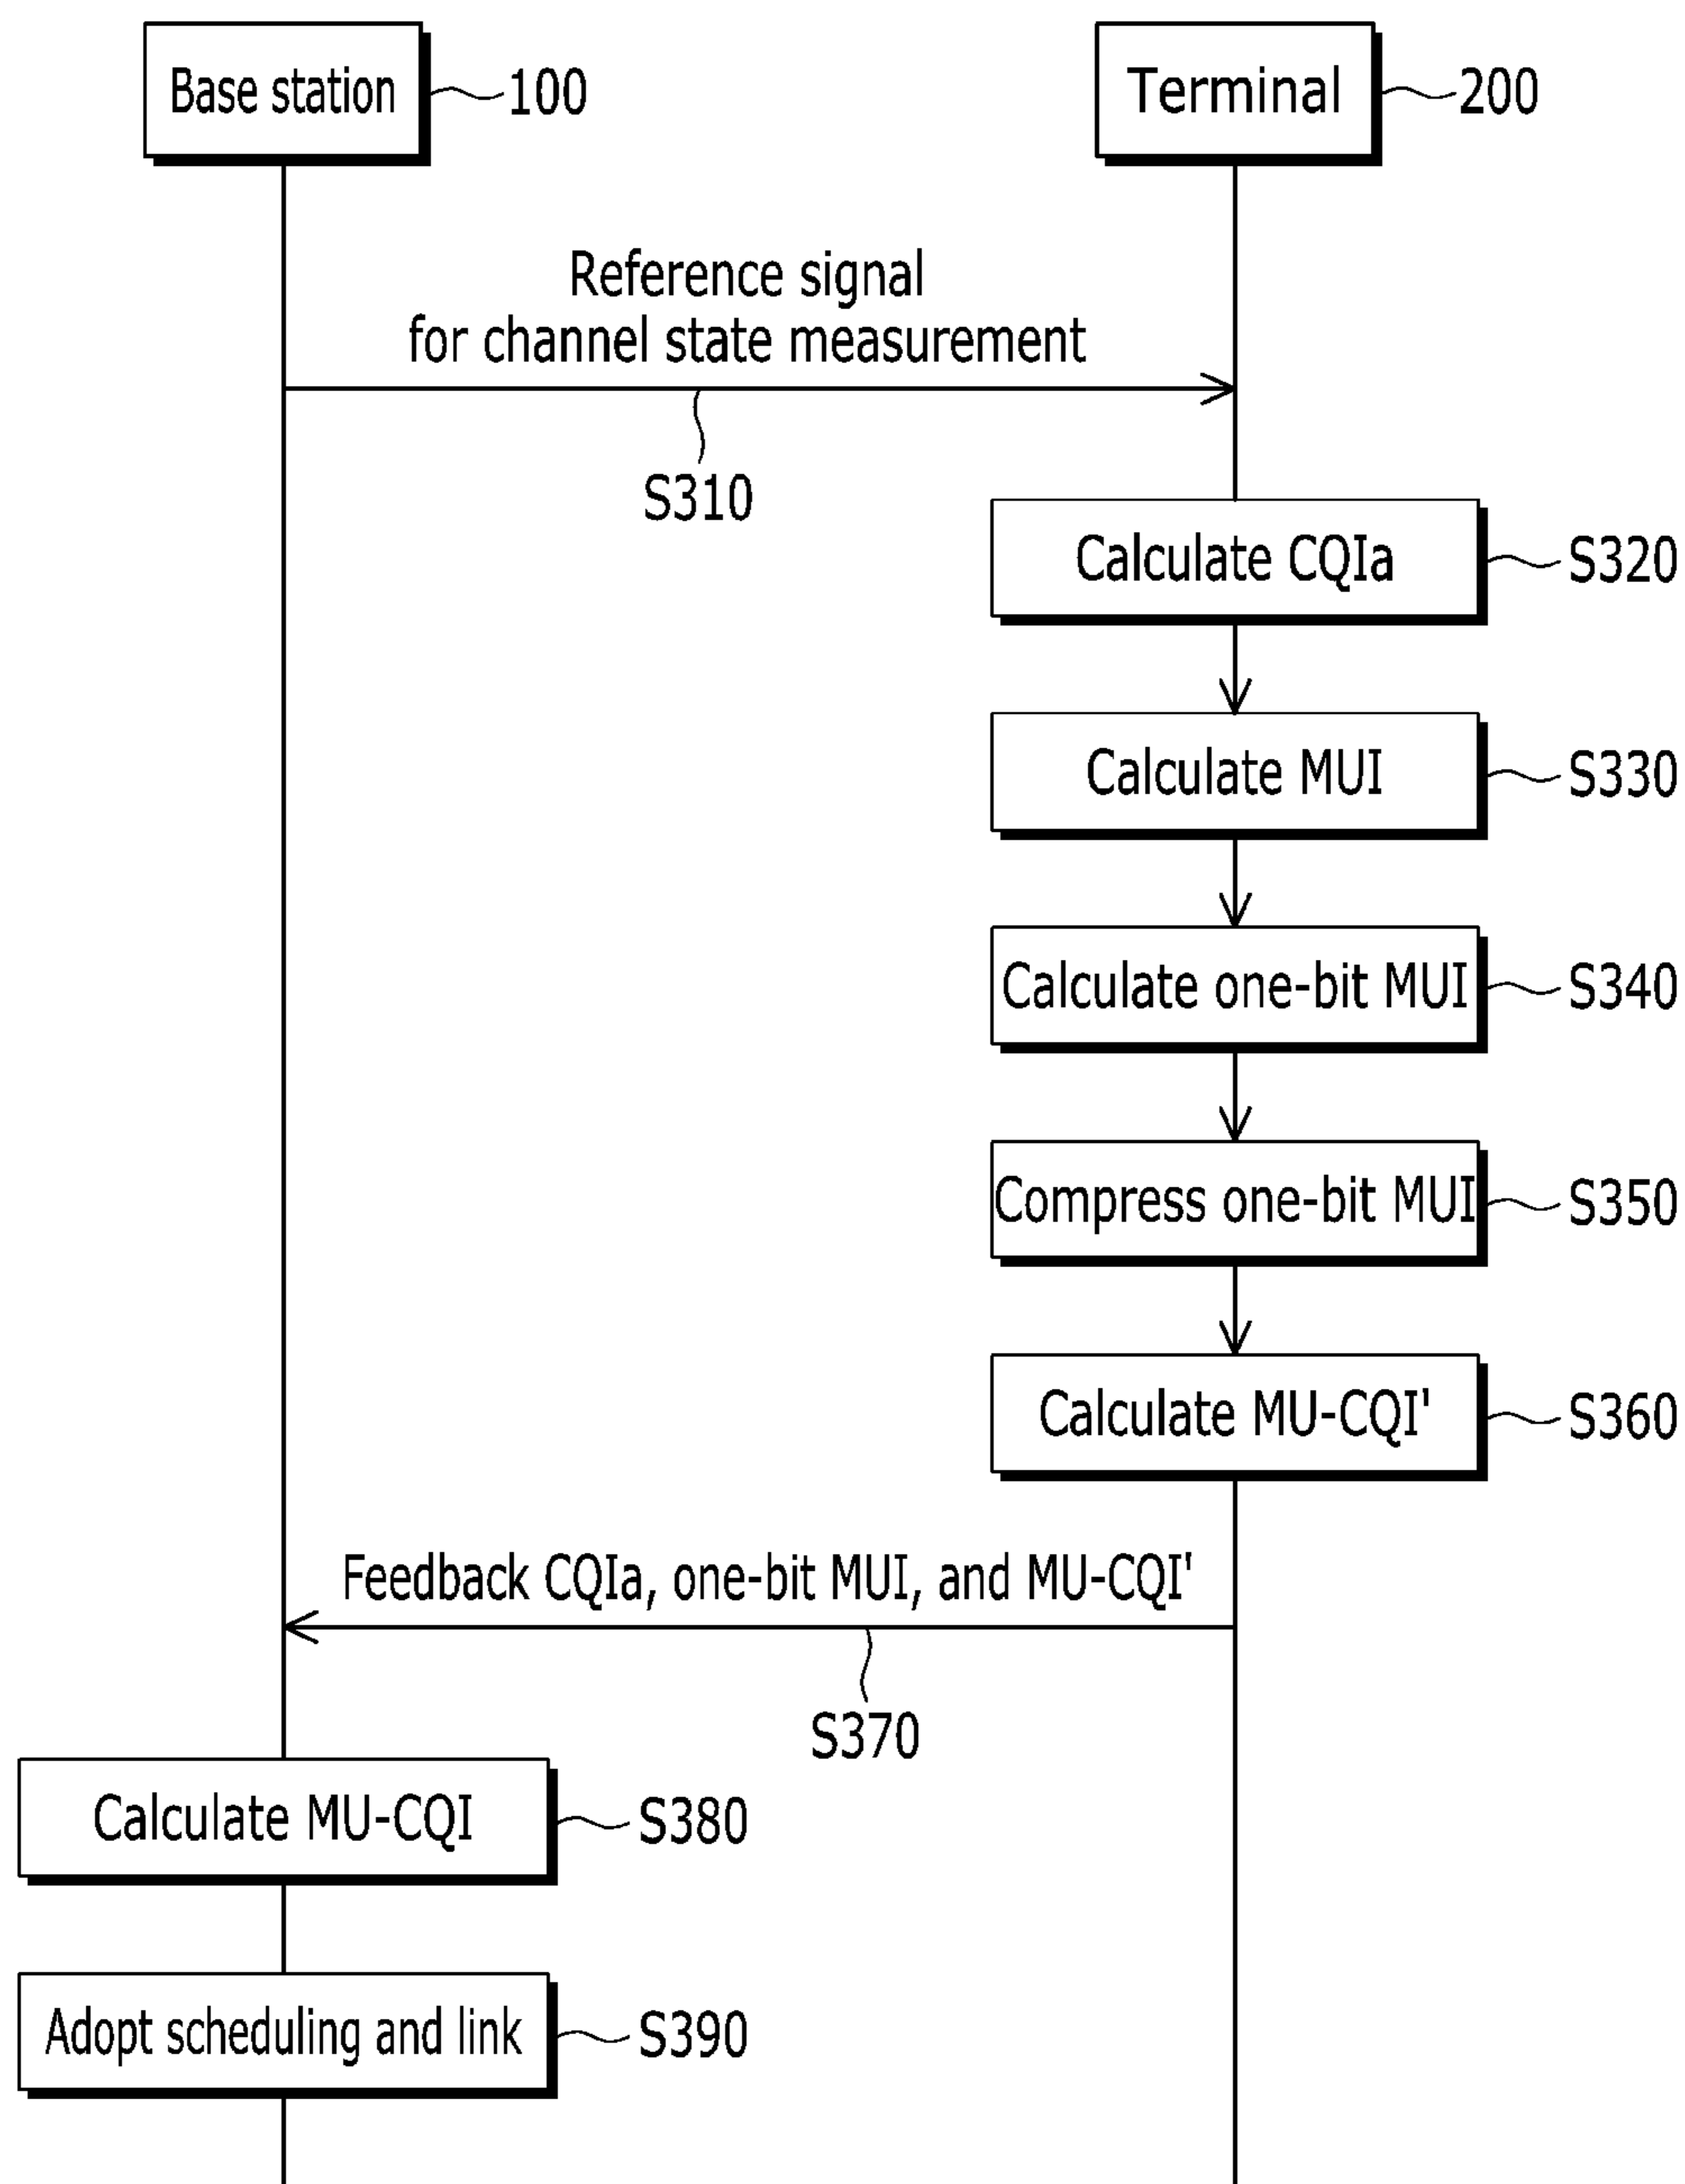 Base station
100
Terminal
200
Reference signal
for channel state measurement
S310
Calculate CQIa
S320
Calculate MUI
S330
Calculate one-bit MUI
S340
Compress one-bit MUI
S350
Calculate MU-CQI'
S360
Feedback CQIa, one-bit MUI, and MU-CQI'
S370
Calculate MU-CQI
S380
Adopt scheduling and link
S390